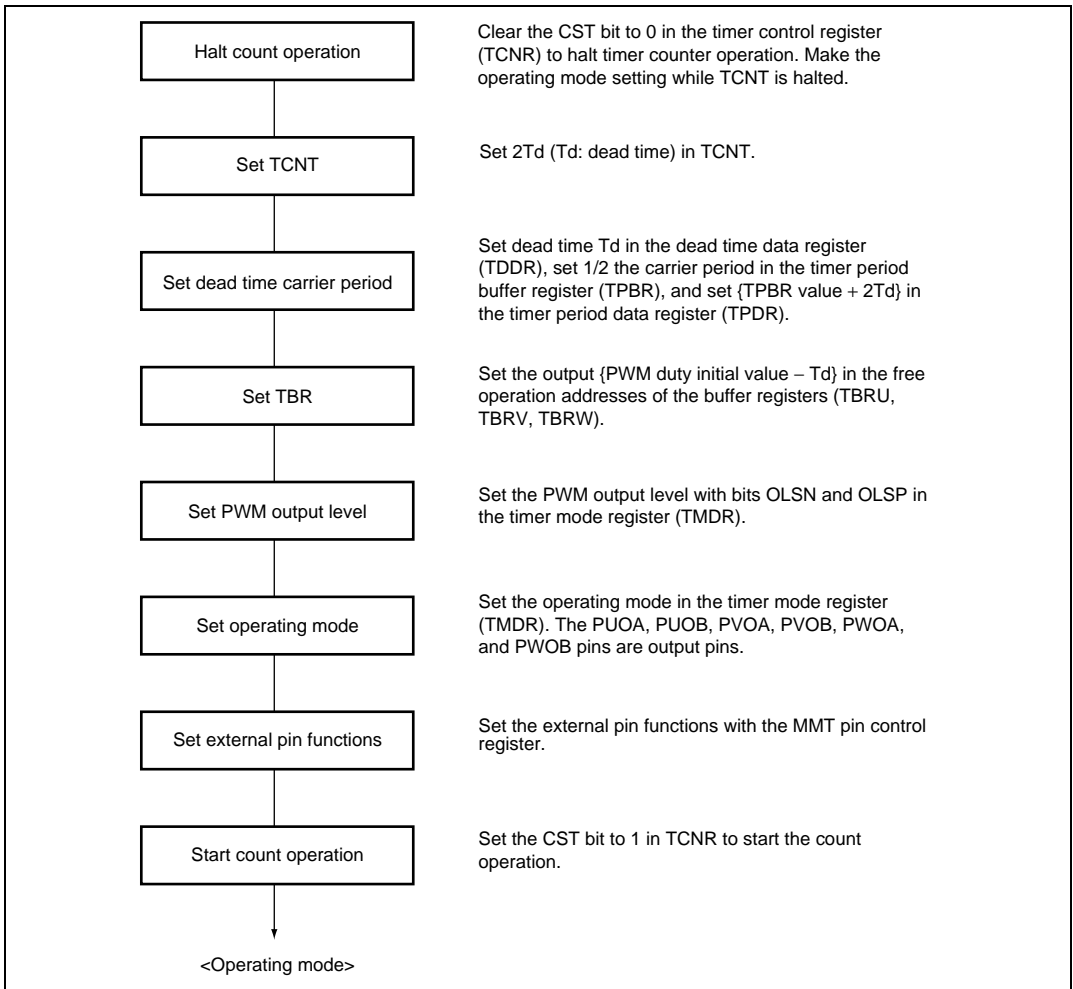 Halt count operation
Clear the CST bit to 0 in the timer control register
(TCNR) to halt timer counter operation. Make the
operating mode setting while TCNT is halted.
Set TCNT
Set 2Td (Td: dead time) in TCNT.
Set dead time carrier period
Set dead time Td in the dead time data register
(TDDR), set 1/2 the carrier period in the timer period
buffer register (TPBR), and set {TPBR value + 2Td} in
the timer period data register (TPDR).
Set TBR
Set the output {PWM duty initial value − Td} in the free
operation addresses of the buffer registers (TBRU,
TBRV, TBRW).
Set PWM output level
Set the PWM output level with bits OLSN and OLSP in
the timer mode register (TMDR).
Set operating mode
Set the operating mode in the timer mode register
(TMDR). The PUOA, PUOB, PVOA, PVOB, PWOA,
and PWOB pins are output pins.
Set external pin functions
Set the external pin functions with the MMT pin control
register.
Start count operation
Set the CST bit to 1 in TCNR to start the count
operation.
<Operating mode>